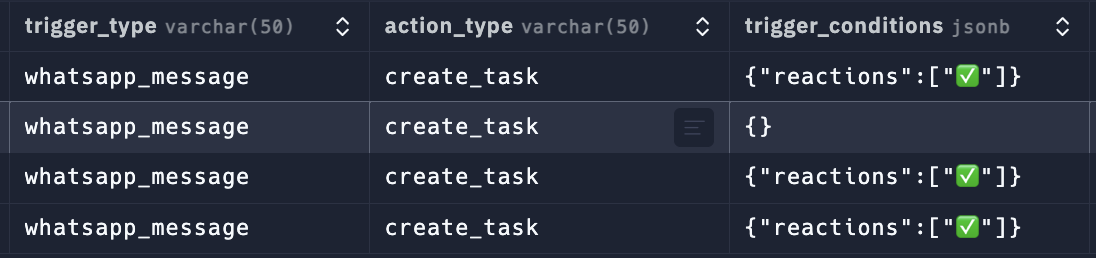 trigger_type varchar(50) action_type varchar(50) trigger_conditions jsonb
whatsapp_message create_task {"reactions":["✅"]}
whatsapp_message create_task {}
whatsapp_message create_task {"reactions":["✅"]}
whatsapp_message create_task {"reactions":["✅"]}